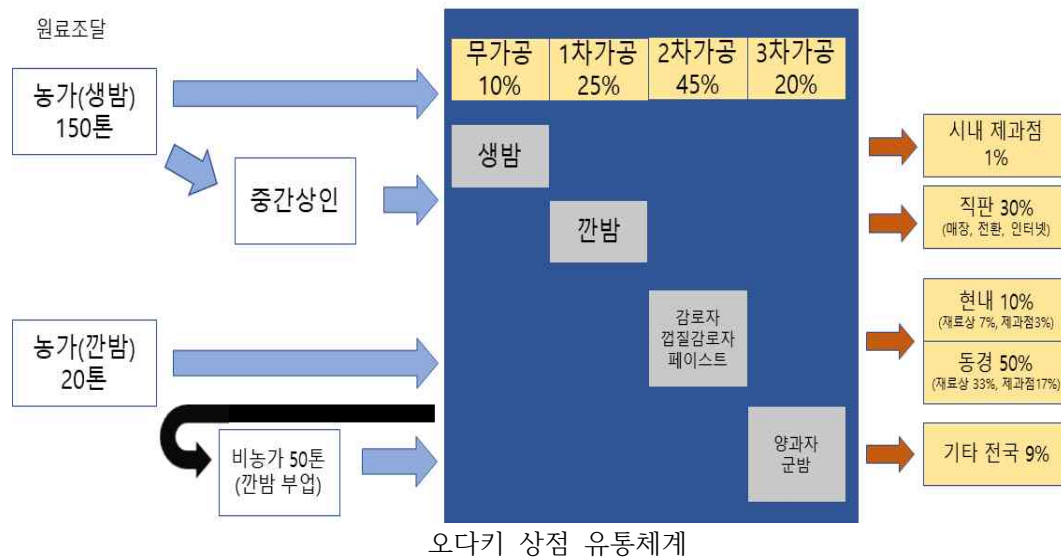 원료조달
농가(생밤)
150톤
중간상인
농가(깐밤)
20톤
비농가 50톤
(깐밤 부업)
무가공
10%
1차가공
25%
2차가공
45%
3차가공
20%
생밤
깐밤
감로자
껍질감로자
페이스트
양과자
군밤
시내 제과점
1%
직판 30%
(매장, 전환, 인터넷)
현내 10%
(재료상 7%, 제과점3%)
동경 50%
(재료상 33%, 제과점17%)
기타 전국 9%
오다키 상점 유통체계